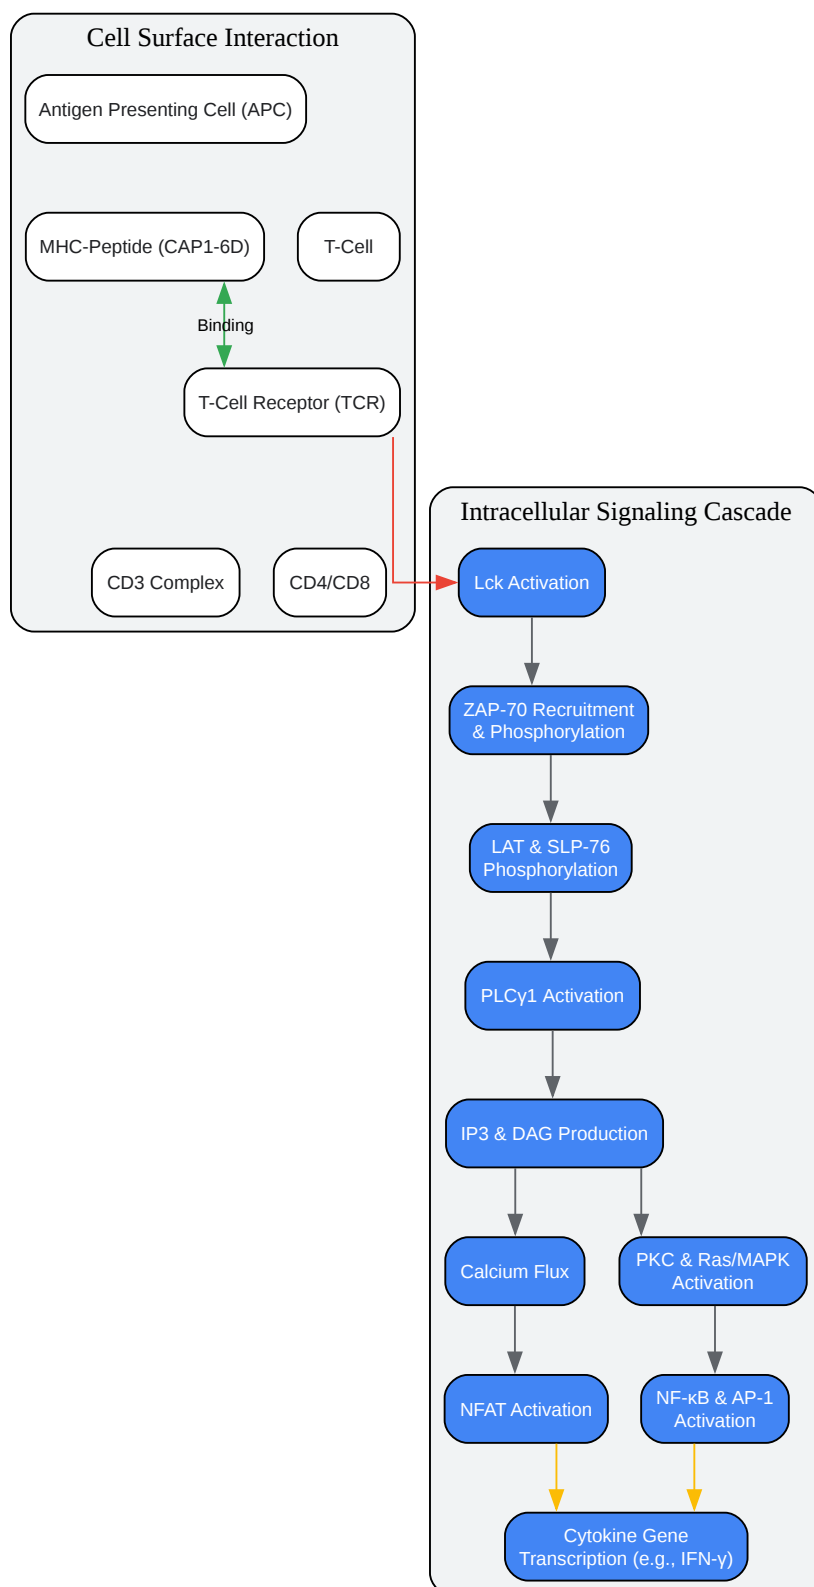 Cell Surface Interaction
Antigen Presenting Cell (APC)
MHC-Peptide (CAP1-6D)
T-Cell
Binding
T-Cell Receptor (TCR)
CD3 Complex
CD4/CD8
Intracellular Signaling Cascade
Lck Activation
ZAP-70 Recruitment
& Phosphorylation
LAT & SLP-76
Phosphorylation
PLCγ1 Activation
IP3 & DAG Production
Calcium Flux
PKC & Ras/MAPK
Activation
NFAT Activation
NF-κB & AP-1
Activation
Cytokine Gene
Transcription (e.g., IFN-γ)